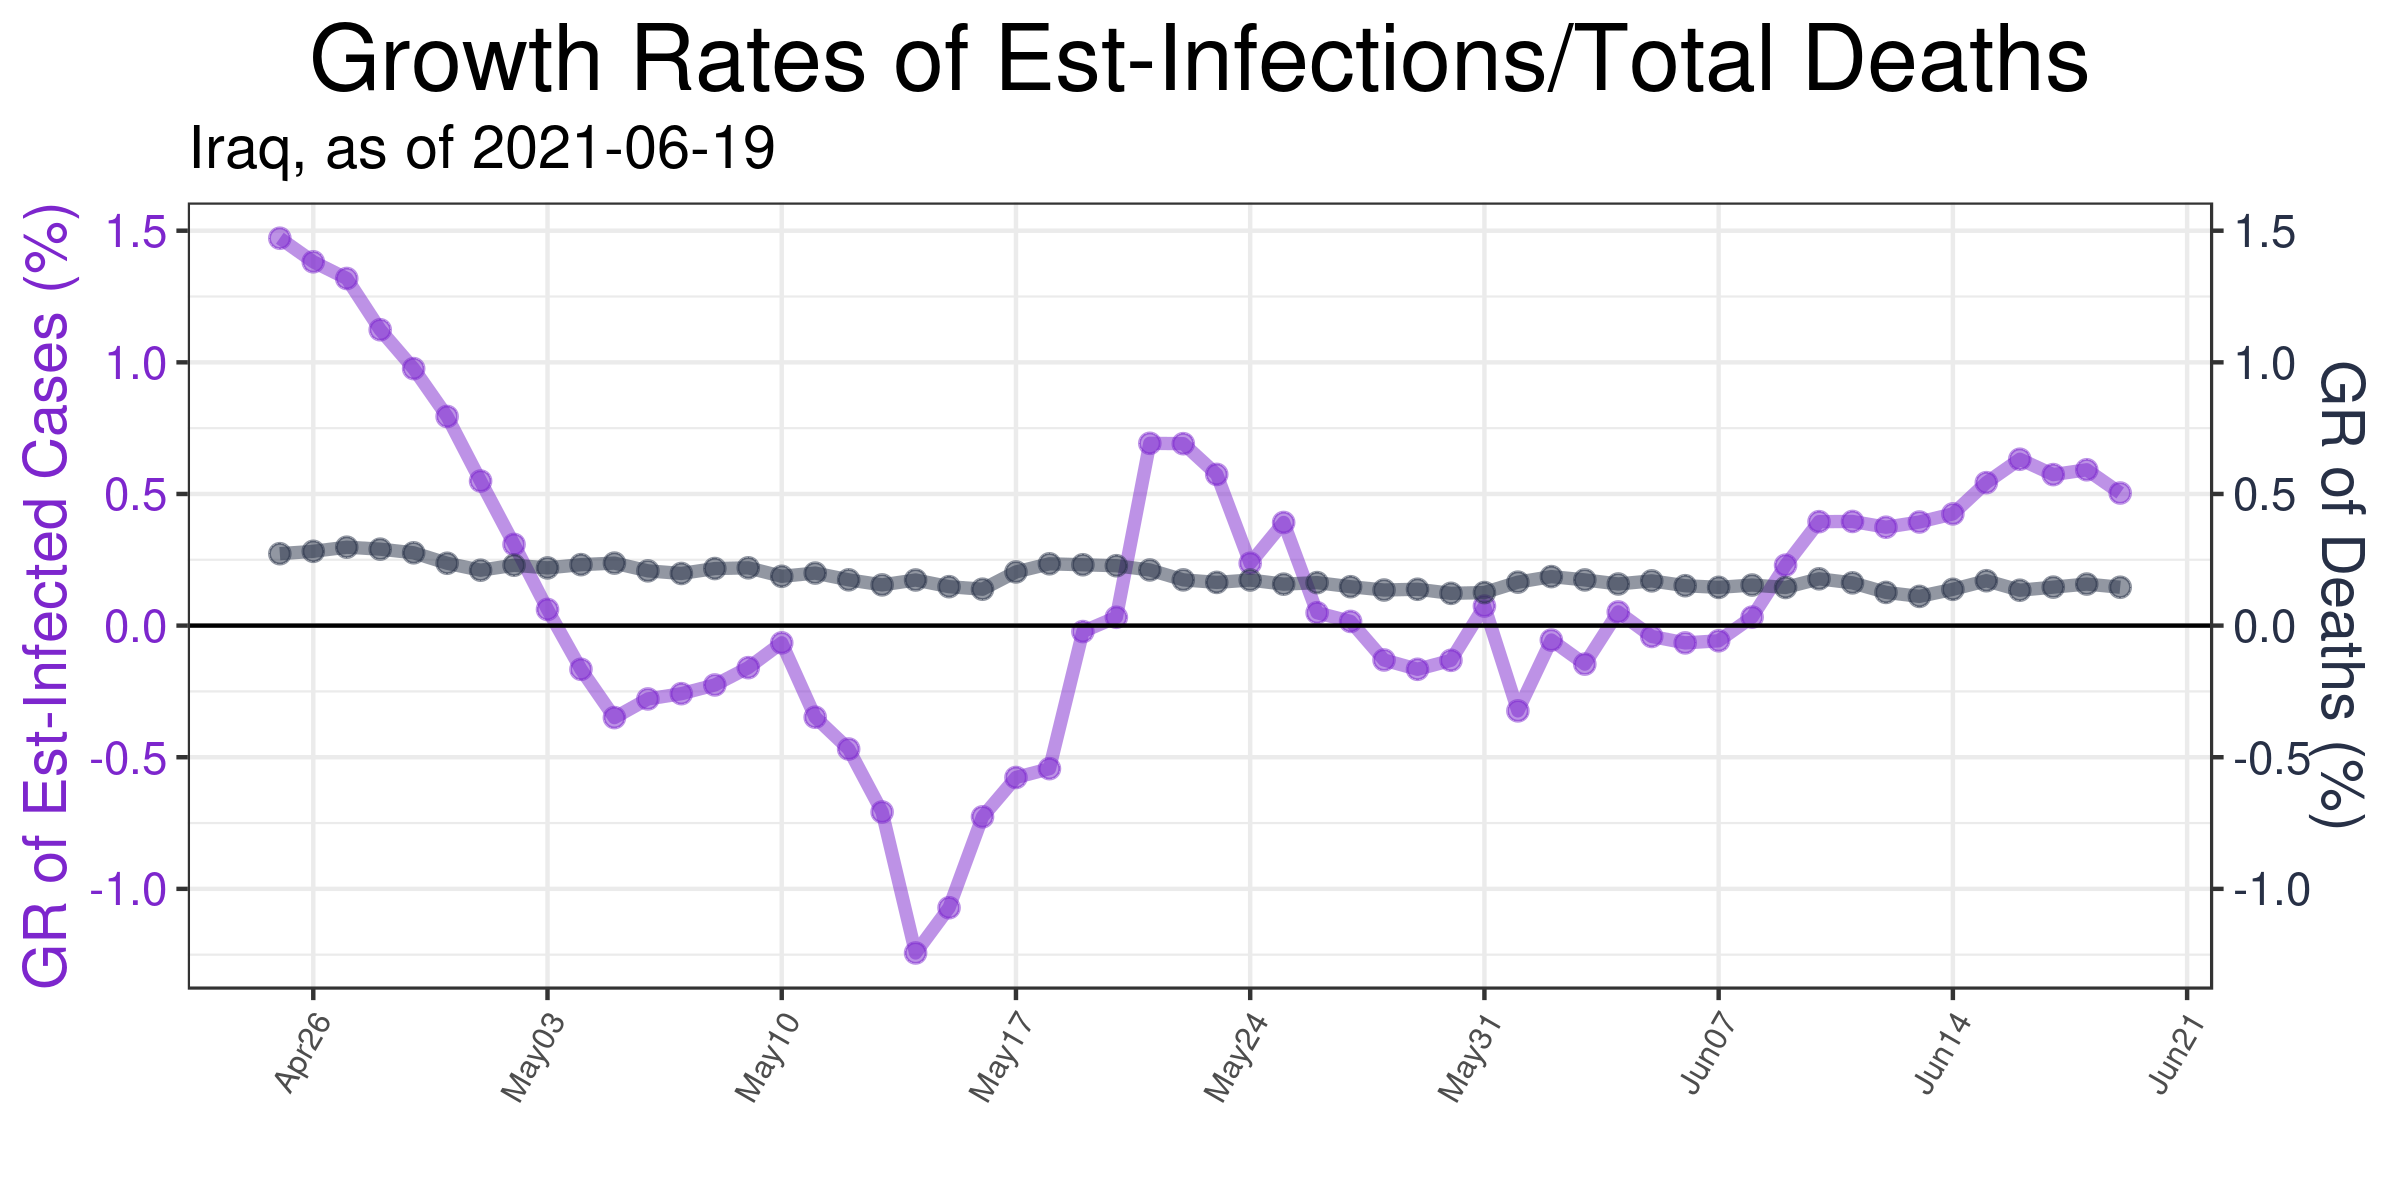 Growth Rates of Est-Infections/Total Deaths
Iraq, as of 2021-06-19
GR of Est-Infected Cases (%)
1.5
1.0
0.5
0.0
-0.5
-1.0
1.5
1.0
0.5
0.0
-0.5
-1.0
GR of Deaths (%)
Apr26
May03
May10
May17
May24
May31
Jun07
Jun14
Jun21